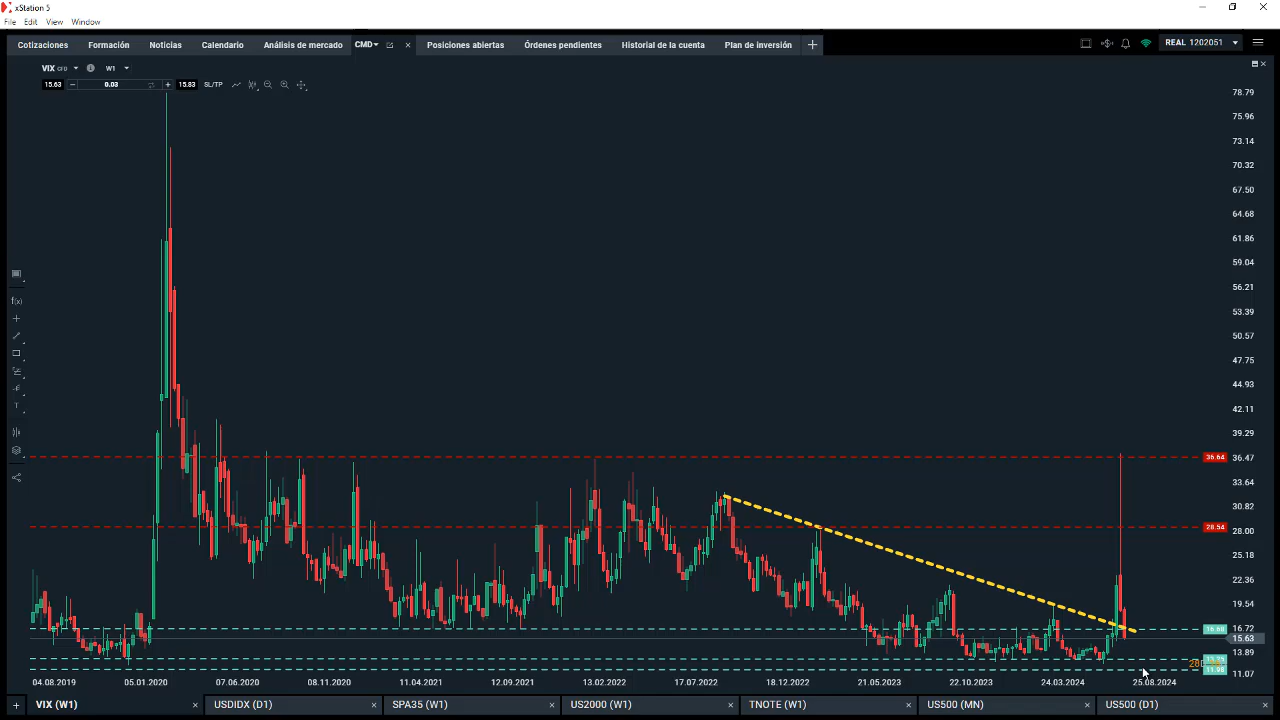 xStation 5
File Edit View Window
Cotizaciones Formación Noticias Calendario Análisis de mercado CMD Posiciones abiertas Órdenes pendientes Historial de la cuenta Plan de inversión REAL 1202051
VIX CFD W1
15.63 0.03 15.83 SL/TP
78.79
75.96
73.14
70.32
67.50
64.68
61.86
59.04
56.21
f(x)
53.39
50.57
47.75
44.93
T
42.11
39.29
36.64 36.47
33.64
30.82
28.54 28.00
25.18
22.36
19.54
16.68 16.72
15.63
13.89
11.98 11.07
04.08.2019 05.01.2020 07.06.2020 08.11.2020 11.04.2021 12.09.2021 13.02.2022 17.07.2022 18.12.2022 21.05.2023 22.10.2023 24.03.2024 25.08.2024
VIX (W1) USDIDX (D1) SPA35 (W1) US2000 (W1) TNOTE (W1) US500 (MN) US500 (D1)